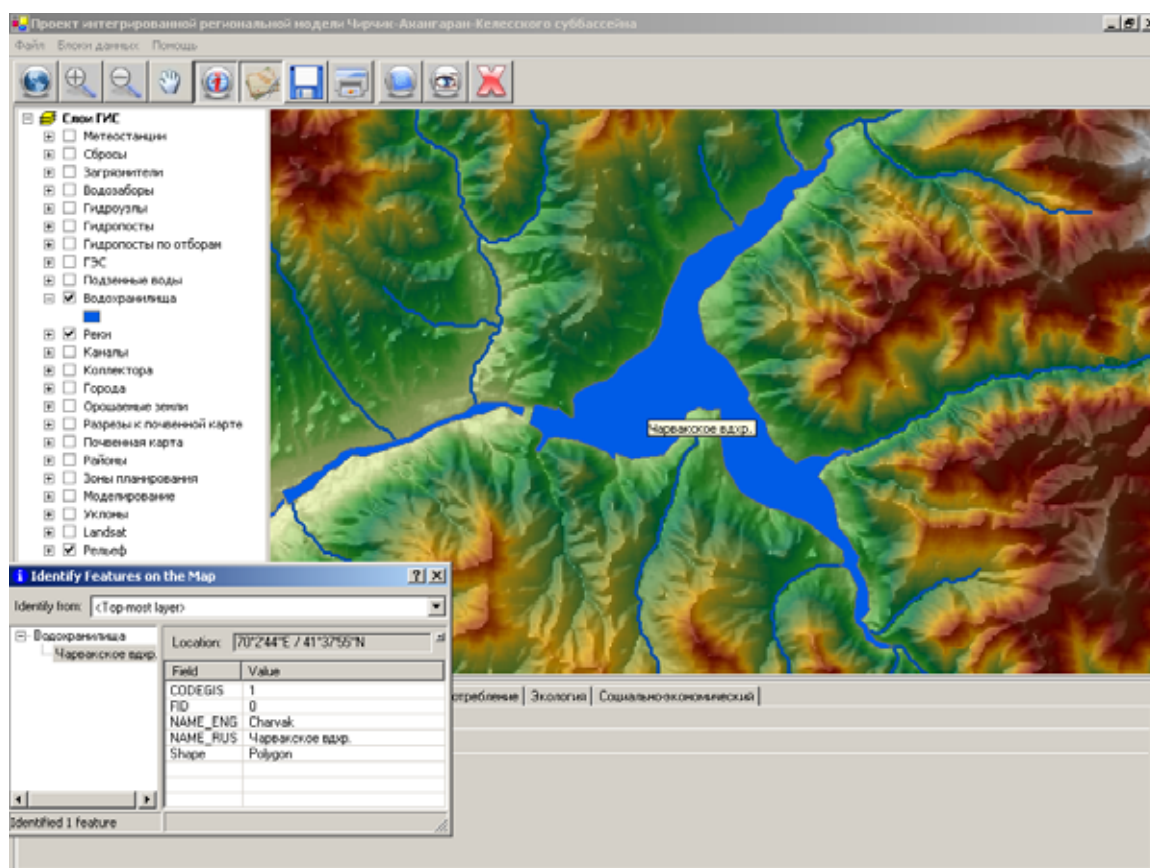 Проект интегрированной региональной модели Чирчик-Ахангаран-Келесского суббассейна
Файл Блоки данных Помощь
Слои ГИС
Метеостанции
Сбросы
Загрязнители
Водозаборы
Гидроузлы
Гидропосты
Гидропосты по отборам
ГЭС
Подземные воды
Водохранилища
Реки
Каналы
Коллектора
Города
Орошаемые земли
Разрезы к почвенной карте
Почвенная карта
Районы
Зоны планирования
Моделирование
Уклоны
Landsat
Рельеф
Чарвакское вдхр.
Identify Features on the Map
Identify from: <Top-most layer>
Водохранилища
Чарвакское вдхр.
Location: 70°2'44"E / 41°37'55"N
Field Value
CODEGIS 1
FID 0
NAME_ENG Charvak
NAME_RUS Чарвакское вдхр.
Shape Polygon
Identified 1 feature
отребление Экология Социально-экономический